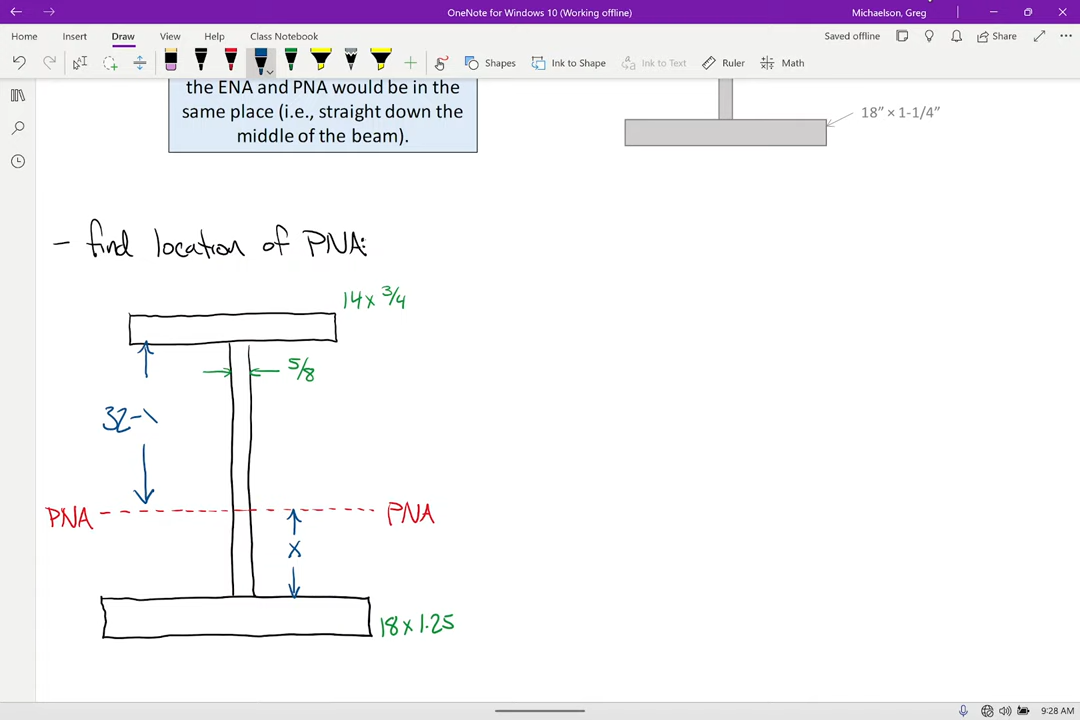 OneNote for Windows 10 (Working offline)
Michaelson, Greg
Home Insert Draw View Help Class Notebook
Saved offline
Share
Shapes
Ink to Shape
Ink to Text
Ruler
Math
the ENA and PNA would be in the
same place (i.e., straight down the
middle of the beam).
18” × 1-1/4”
- find location of PNA:
14 x 3/4
5/8
32-
PNA
PNA
x
18 x 1.25
9:28 AM